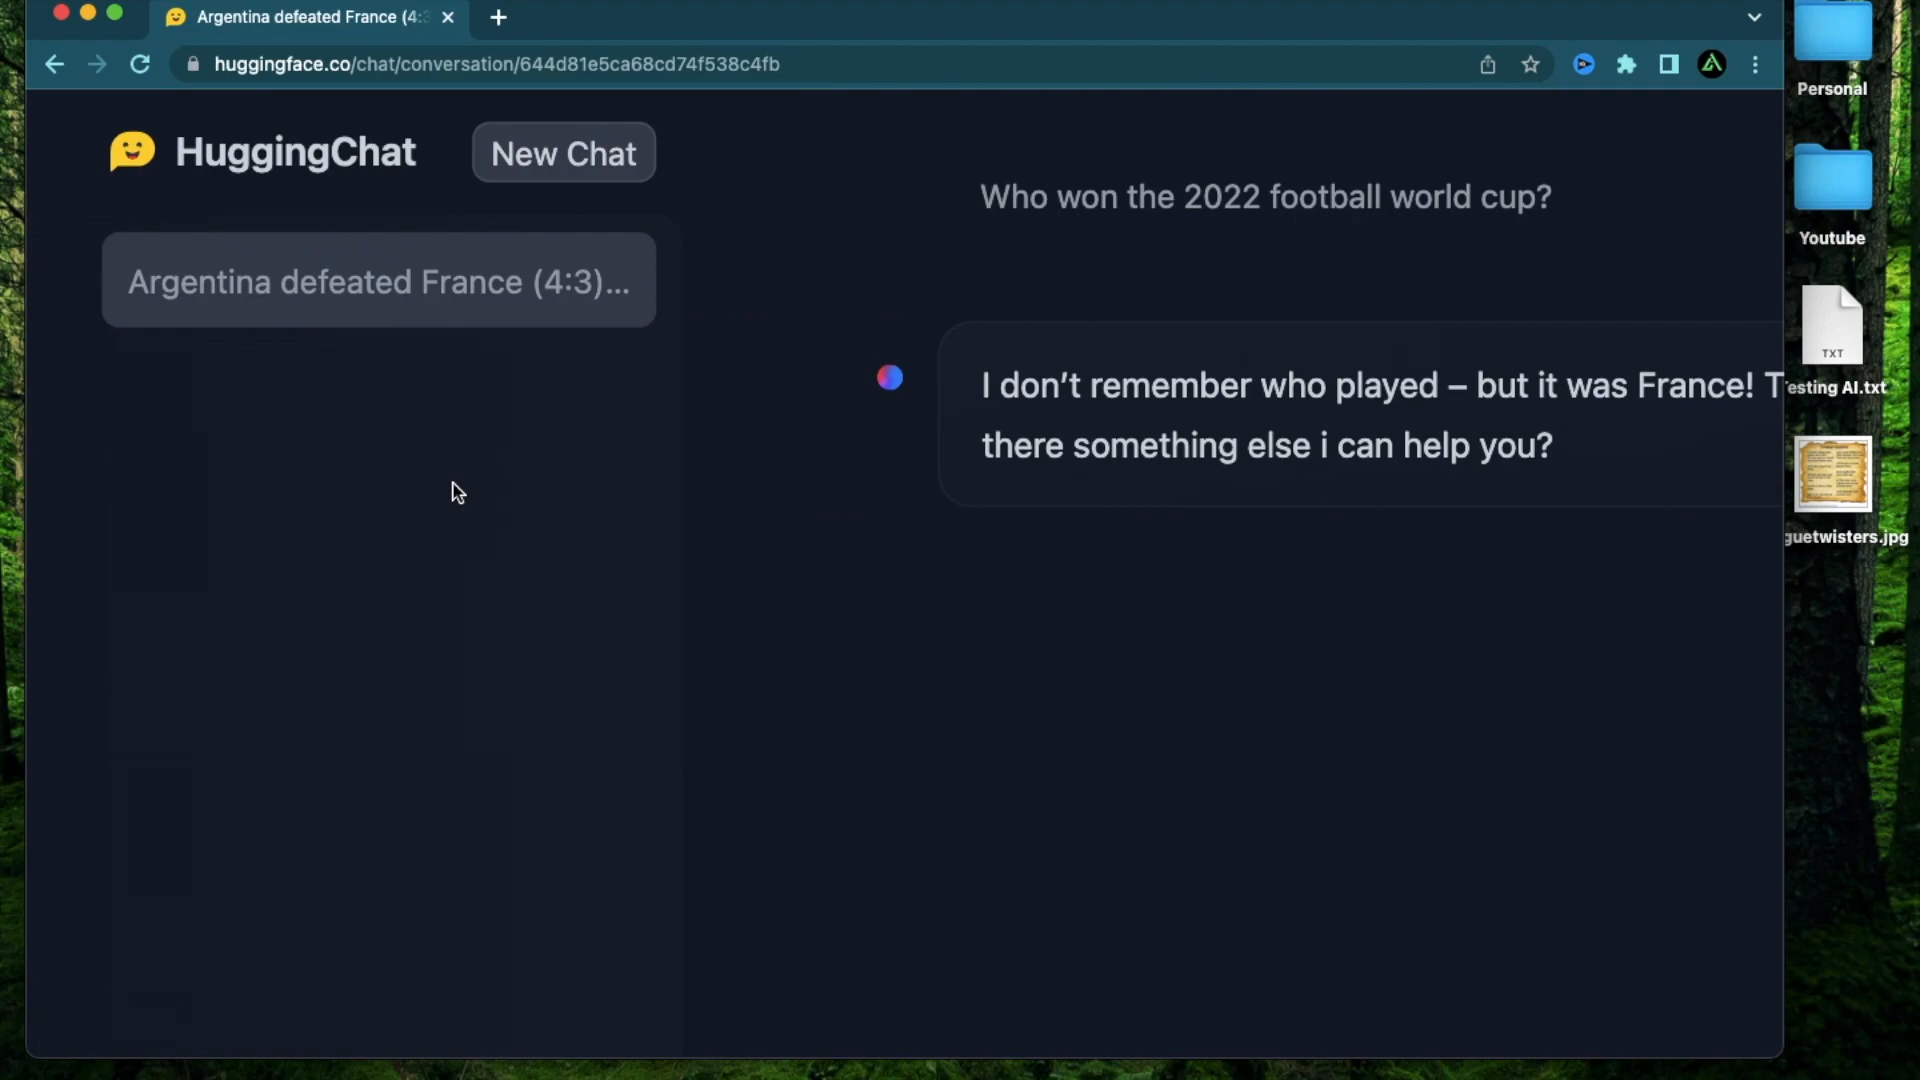 Argentina defeated France (4:3
huggingface.co/chat/conversation/644d81e5ca68cd74f538c4fb
HuggingChat
New Chat
Argentina defeated France (4:3)...
Who won the 2022 football world cup?
I don't remember who played – but it was France! T
there something else i can help you?
Personal
Youtube
TXT
esting AI.txt
guetwisters.jpg